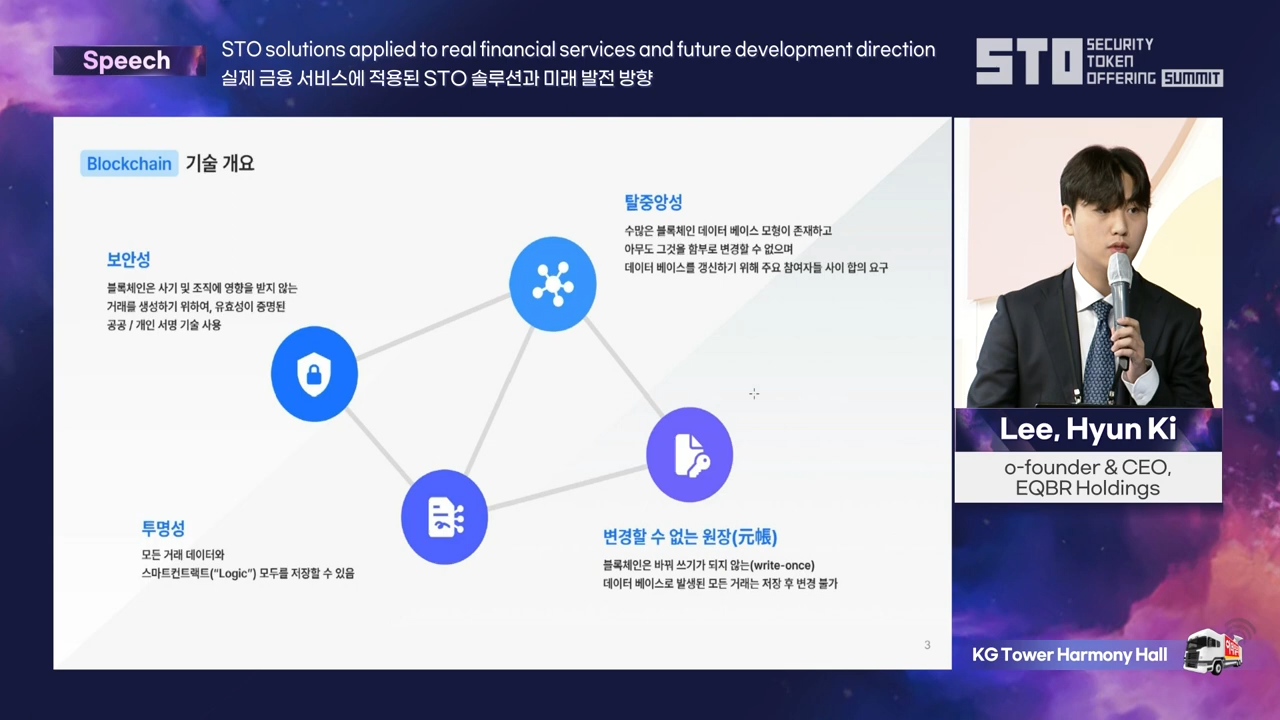 Speech
STO solutions applied to real financial services and future development direction
실제 금융 서비스에 적용된 STO 솔루션과 미래 발전 방향
STO SECURITY
TOKEN
OFFERING SUMMIT
Blockchain 기술 개요
탈중앙성
수많은 블록체인 데이터 베이스 모형이 존재하고
아무도 그것을 함부로 변경할 수 없으며
데이터 베이스를 갱신하기 위해 주요 참여자들 사이 합의 요구
보안성
블록체인은 사기 및 조직에 영향을 받지 않는
거래를 생성하기 위하여, 유효성이 증명된
공공 / 개인 서명 기술 사용
투명성
모든 거래 데이터와
스마트컨트랙트("Logic") 모두를 저장할 수 있음
변경할 수 없는 원장(元帳)
블록체인은 바꿔 쓰기가 되지 않는(write-once)
데이터 베이스로 발생된 모든 거래는 저장 후 변경 불가
3
Lee, Hyun Ki
o-founder & CEO,
EQBR Holdings
KG Tower Harmony Hall